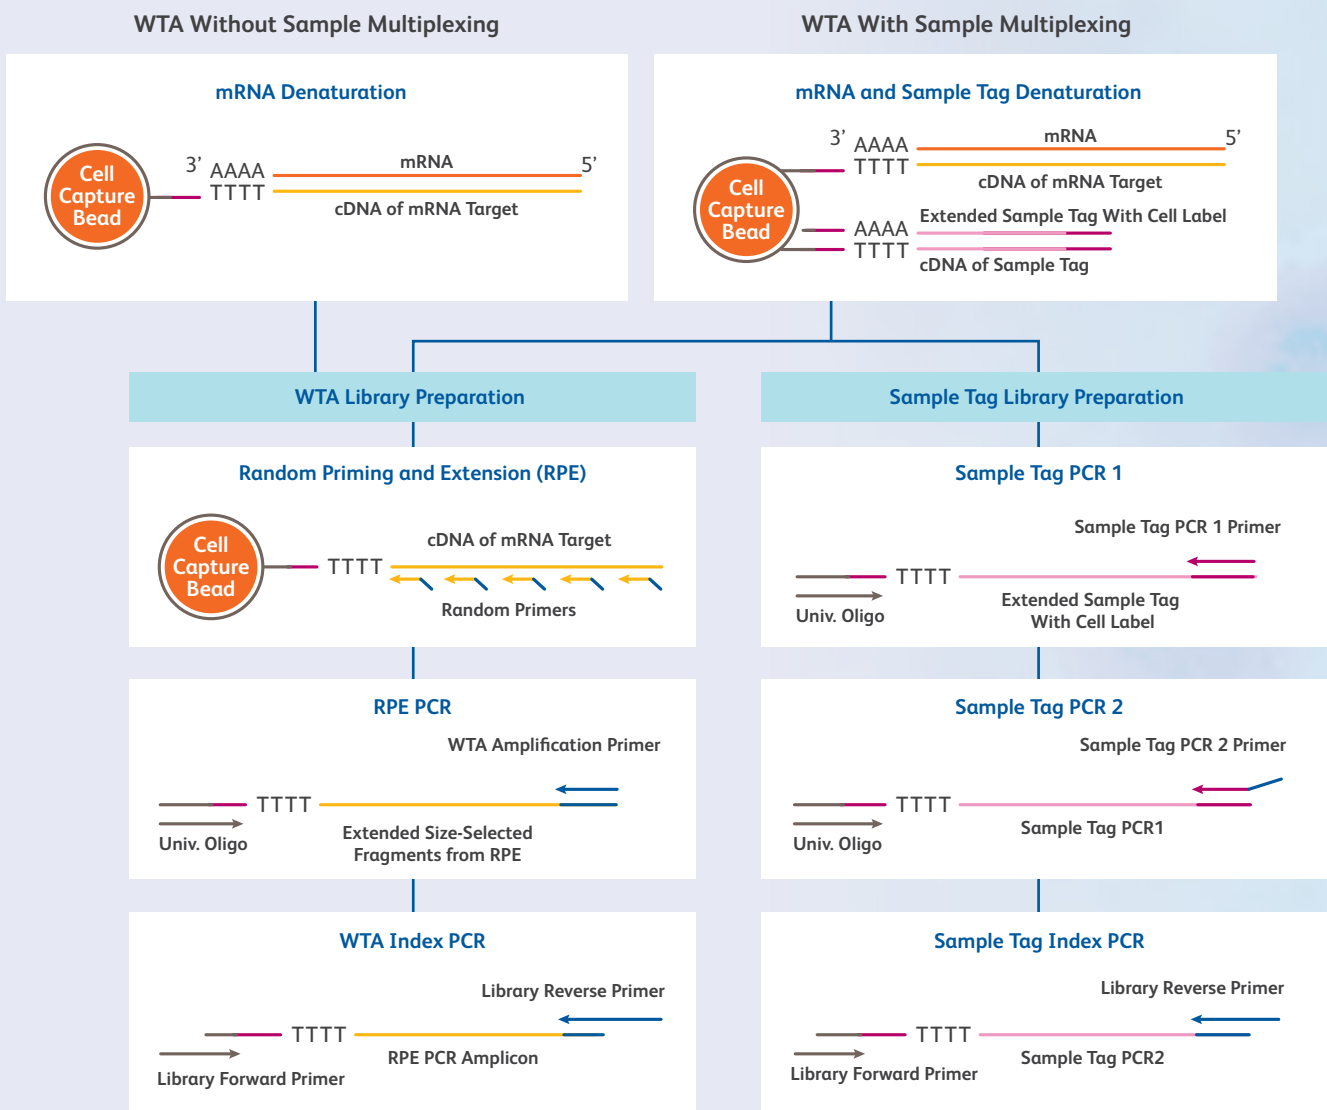 WTA Without Sample Multiplexing
WTA With Sample Multiplexing
mRNA Denaturation
Cell
Capture
Bead
3’
AAAA
TTTT
mRNA
5’
cDNA of mRNA Target
mRNA and Sample Tag Denaturation
3’
AAAA
TTTT
mRNA
5’
cDNA of mRNA Target
Cell
Capture
Bead
Extended Sample Tag With Cell Label
AAAA
TTTT
cDNA of Sample Tag
WTA Library Preparation
Sample Tag Library Preparation
Random Priming and Extension (RPE)
Cell
Capture
Bead
TTTT
cDNA of mRNA Target
Random Primers
Sample Tag PCR 1
Sample Tag PCR 1 Primer
TTTT
Univ. Oligo
Extended Sample Tag
With Cell Label
RPE PCR
WTA Amplification Primer
TTTT
Univ. Oligo
Extended Size-Selected
Fragments from RPE
Sample Tag PCR 2
Sample Tag PCR 2 Primer
TTTT
Univ. Oligo
Sample Tag PCR1
WTA Index PCR
Library Reverse Primer
TTTT
RPE PCR Amplicon
Library Forward Primer
Sample Tag Index PCR
Library Reverse Primer
TTTT
Sample Tag PCR2
Library Forward Primer